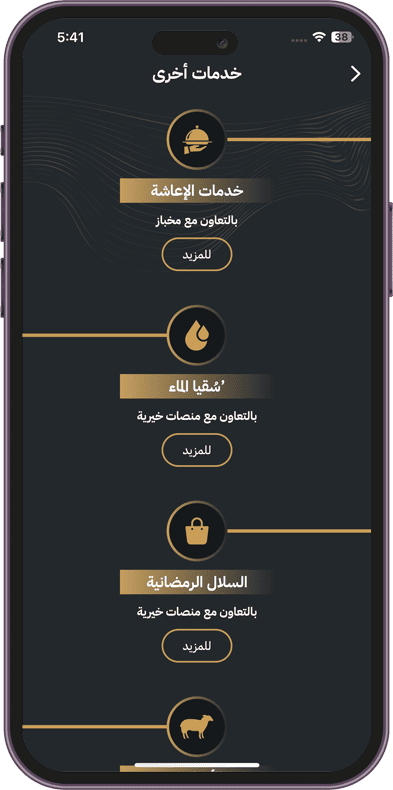 5:41
38
خدمات أخرى
خدمات الإعاشة
بالتعاون مع مخباز
للمزيد
ُسُقيا الماء'
بالتعاون مع منصات خيرية
للمزيد
السلال الرمضانية
بالتعاون مع منصات خيرية
للمزيد